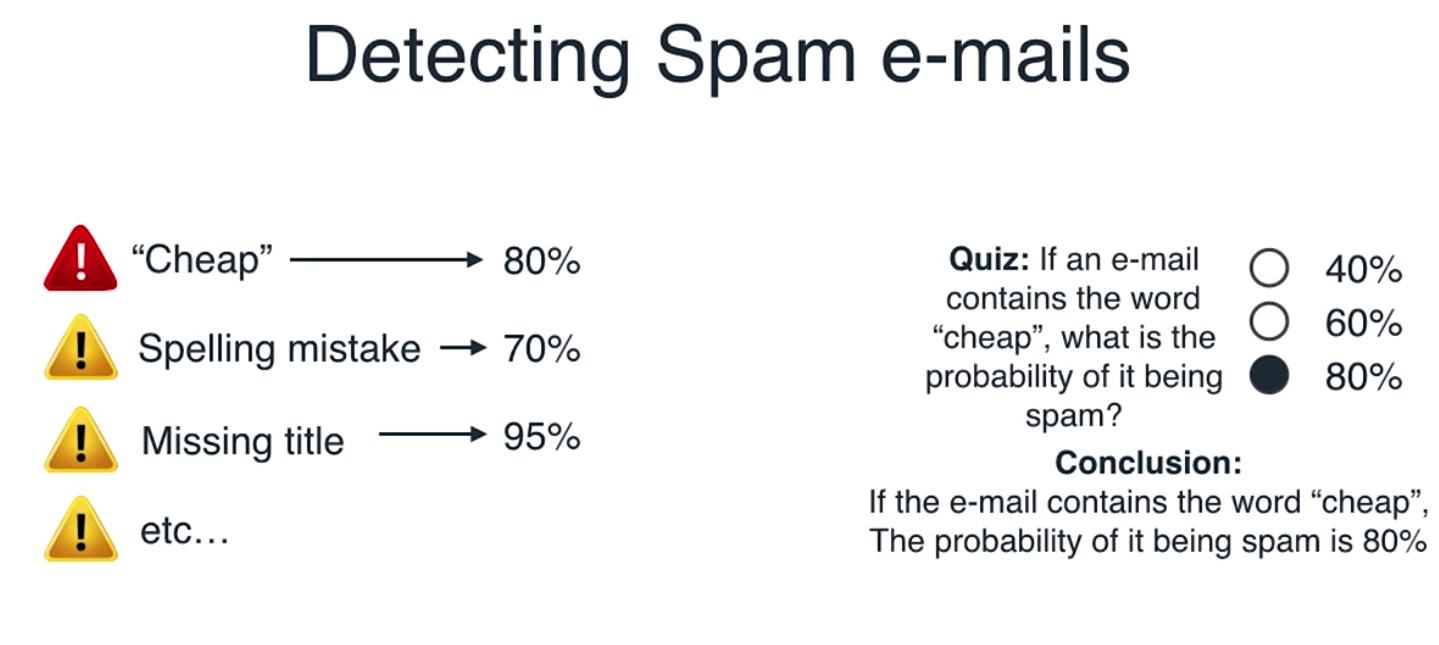 Detecting Spam e-mails
“Cheap” 80%
Spelling mistake 70%
Missing title 95%
etc…
Quiz: If an e-mail
contains the word
“cheap”, what is the
probability of it being
spam?
40%
60%
80%
Conclusion:
If the e-mail contains the word “cheap”,
The probability of it being spam is 80%